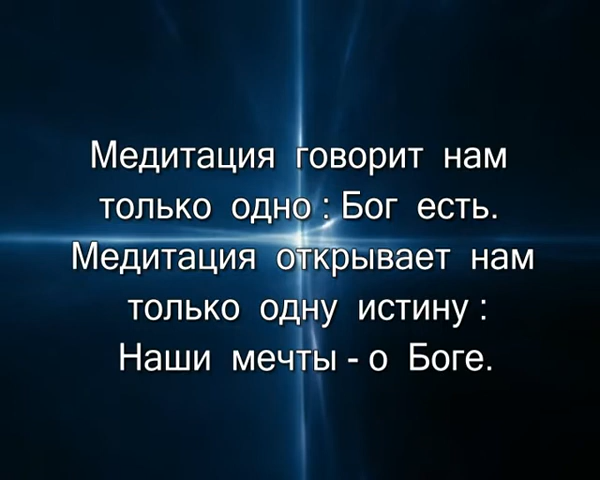 Медитация говорит нам
только одно : Бог есть.
Медитация открывает нам
только одну истину :
Наши мечты - о Боге.